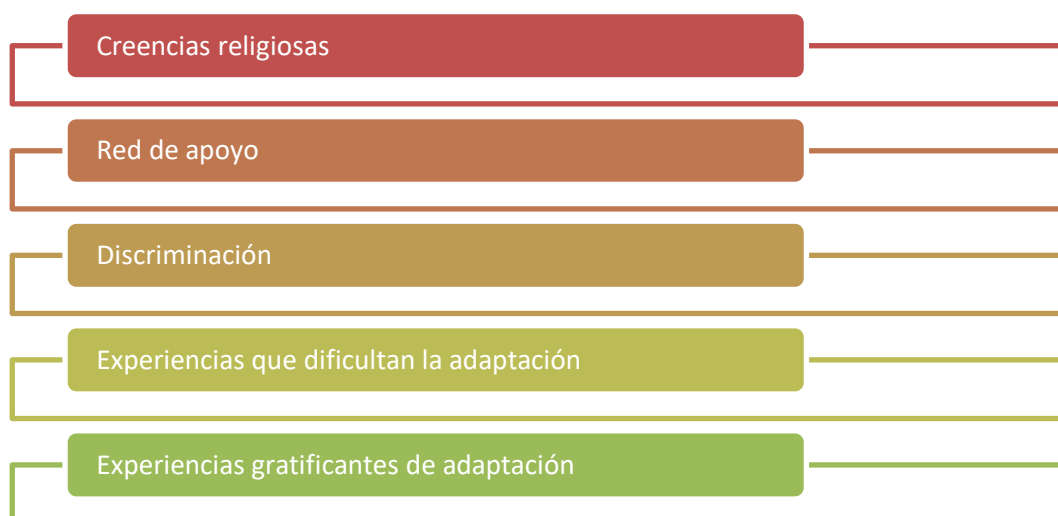 Creencias religiosas
Red de apoyo
Discriminación
Experiencias que dificultan la adaptación
Experiencias gratificantes de adaptación